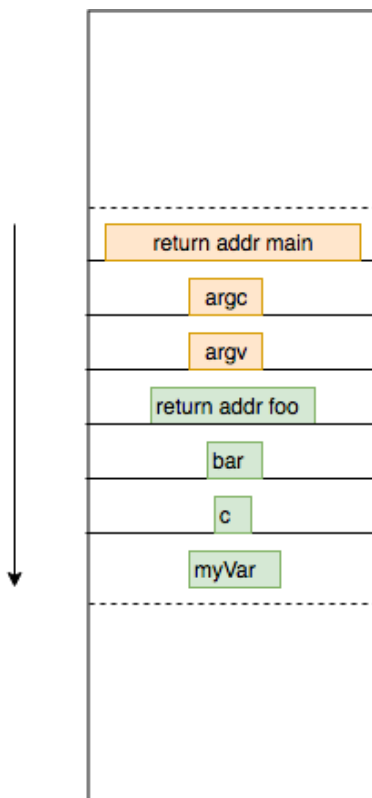 return addr main
argc
argv
return addr foo
bar
c
myVar